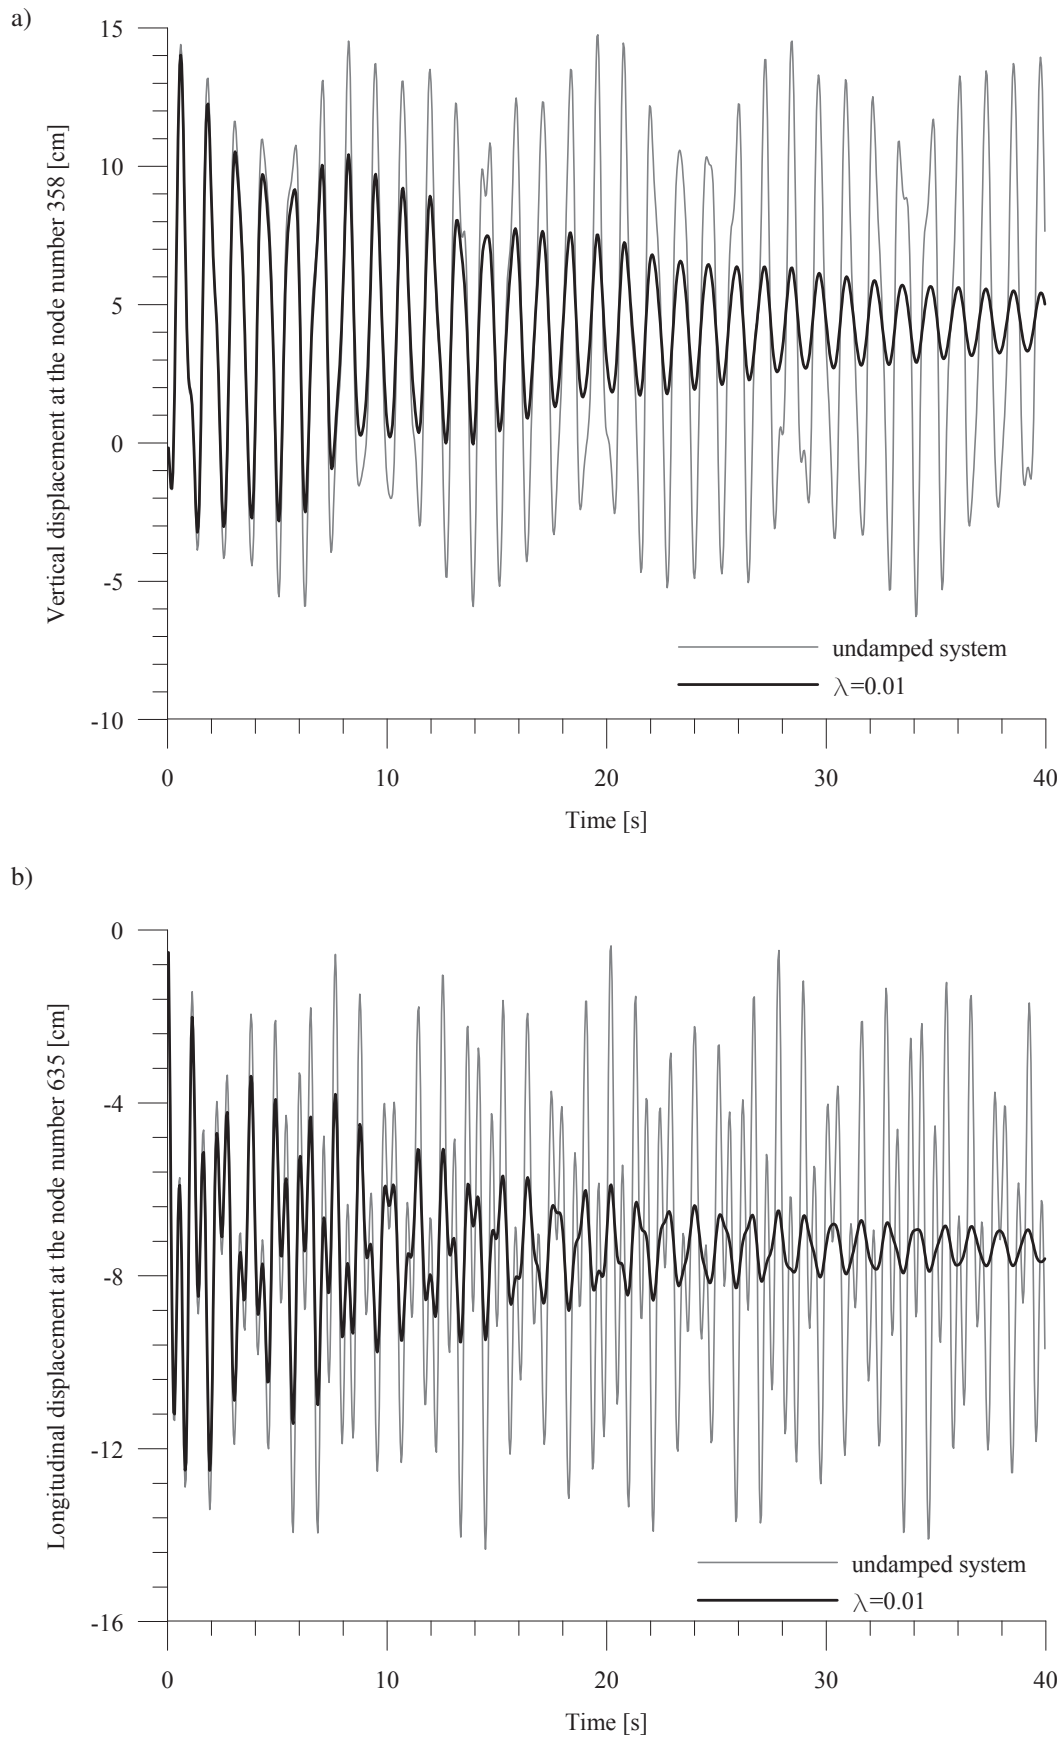 a)
15
10
5
0
-5
-10
Vertical displacement at the node number 358 [cm]
undamped system
λ=0.01
0 10 20 30 40
Time [s]
b)
0
-4
-8
-12
-16
Longitudinal displacement at the node number 635 [cm]
undamped system
λ=0.01
0 10 20 30 40
Time [s]